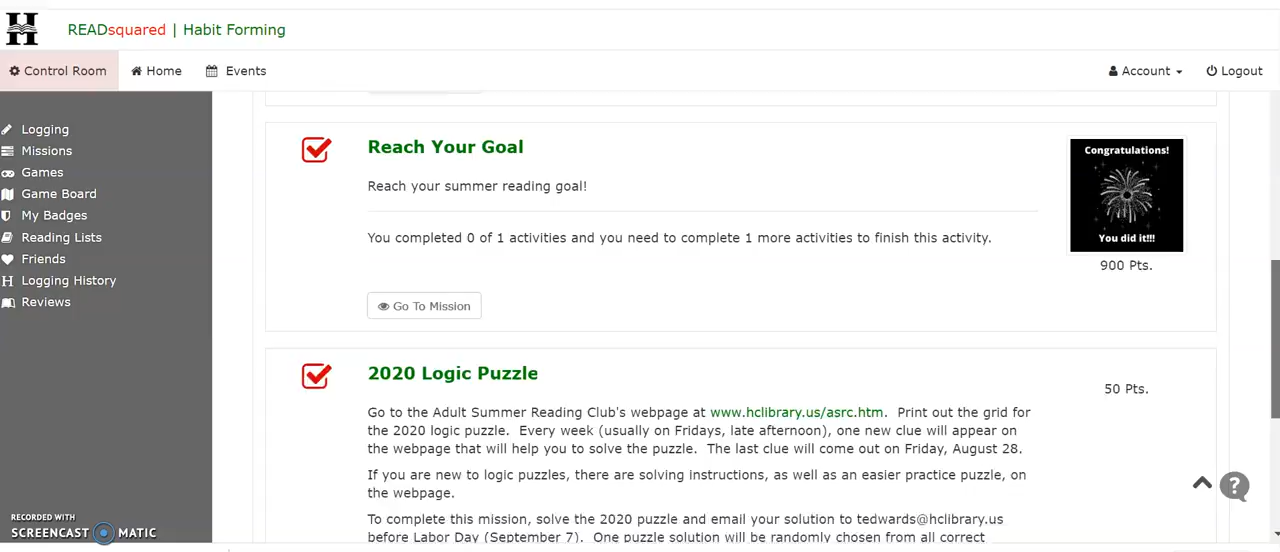 H
READsquared | Habit Forming
Control Room
Home
Events
Account
Logout
Logging
Missions
Games
Game Board
My Badges
Reading Lists
Friends
H Logging History
Reviews
Reach Your Goal
Reach your summer reading goal!
You completed 0 of 1 activities and you need to complete 1 more activities to finish this activity.
Go To Mission
Congratulations!
You did it!!!
900 Pts.
2020 Logic Puzzle
50 Pts.
Go to the Adult Summer Reading Club's webpage at www.hclibrary.us/asrc.htm. Print out the grid for
the 2020 logic puzzle. Every week (usually on Fridays, late afternoon), one new clue will appear on
the webpage that will help you to solve the puzzle. The last clue will come out on Friday, August 28.
If you are new to logic puzzles, there are solving instructions, as well as an easier practice puzzle, on
the webpage.
To complete this mission, solve the 2020 puzzle and email your solution to tedwards@hclibrary.us
before Labor Day (September 7). One puzzle solution will be randomly chosen from all correct
?
RECORDED WITH
SCREENCAST MATIC